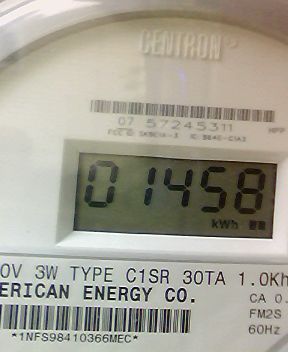 CENTRON
07 57245311
01458
kWh
0V 3W TYPE C1SR 30TA 1.0Kh
ERICAN ENERGY CO. CA 0.
FM2S
*1NFS98410366MEC* 60Hz